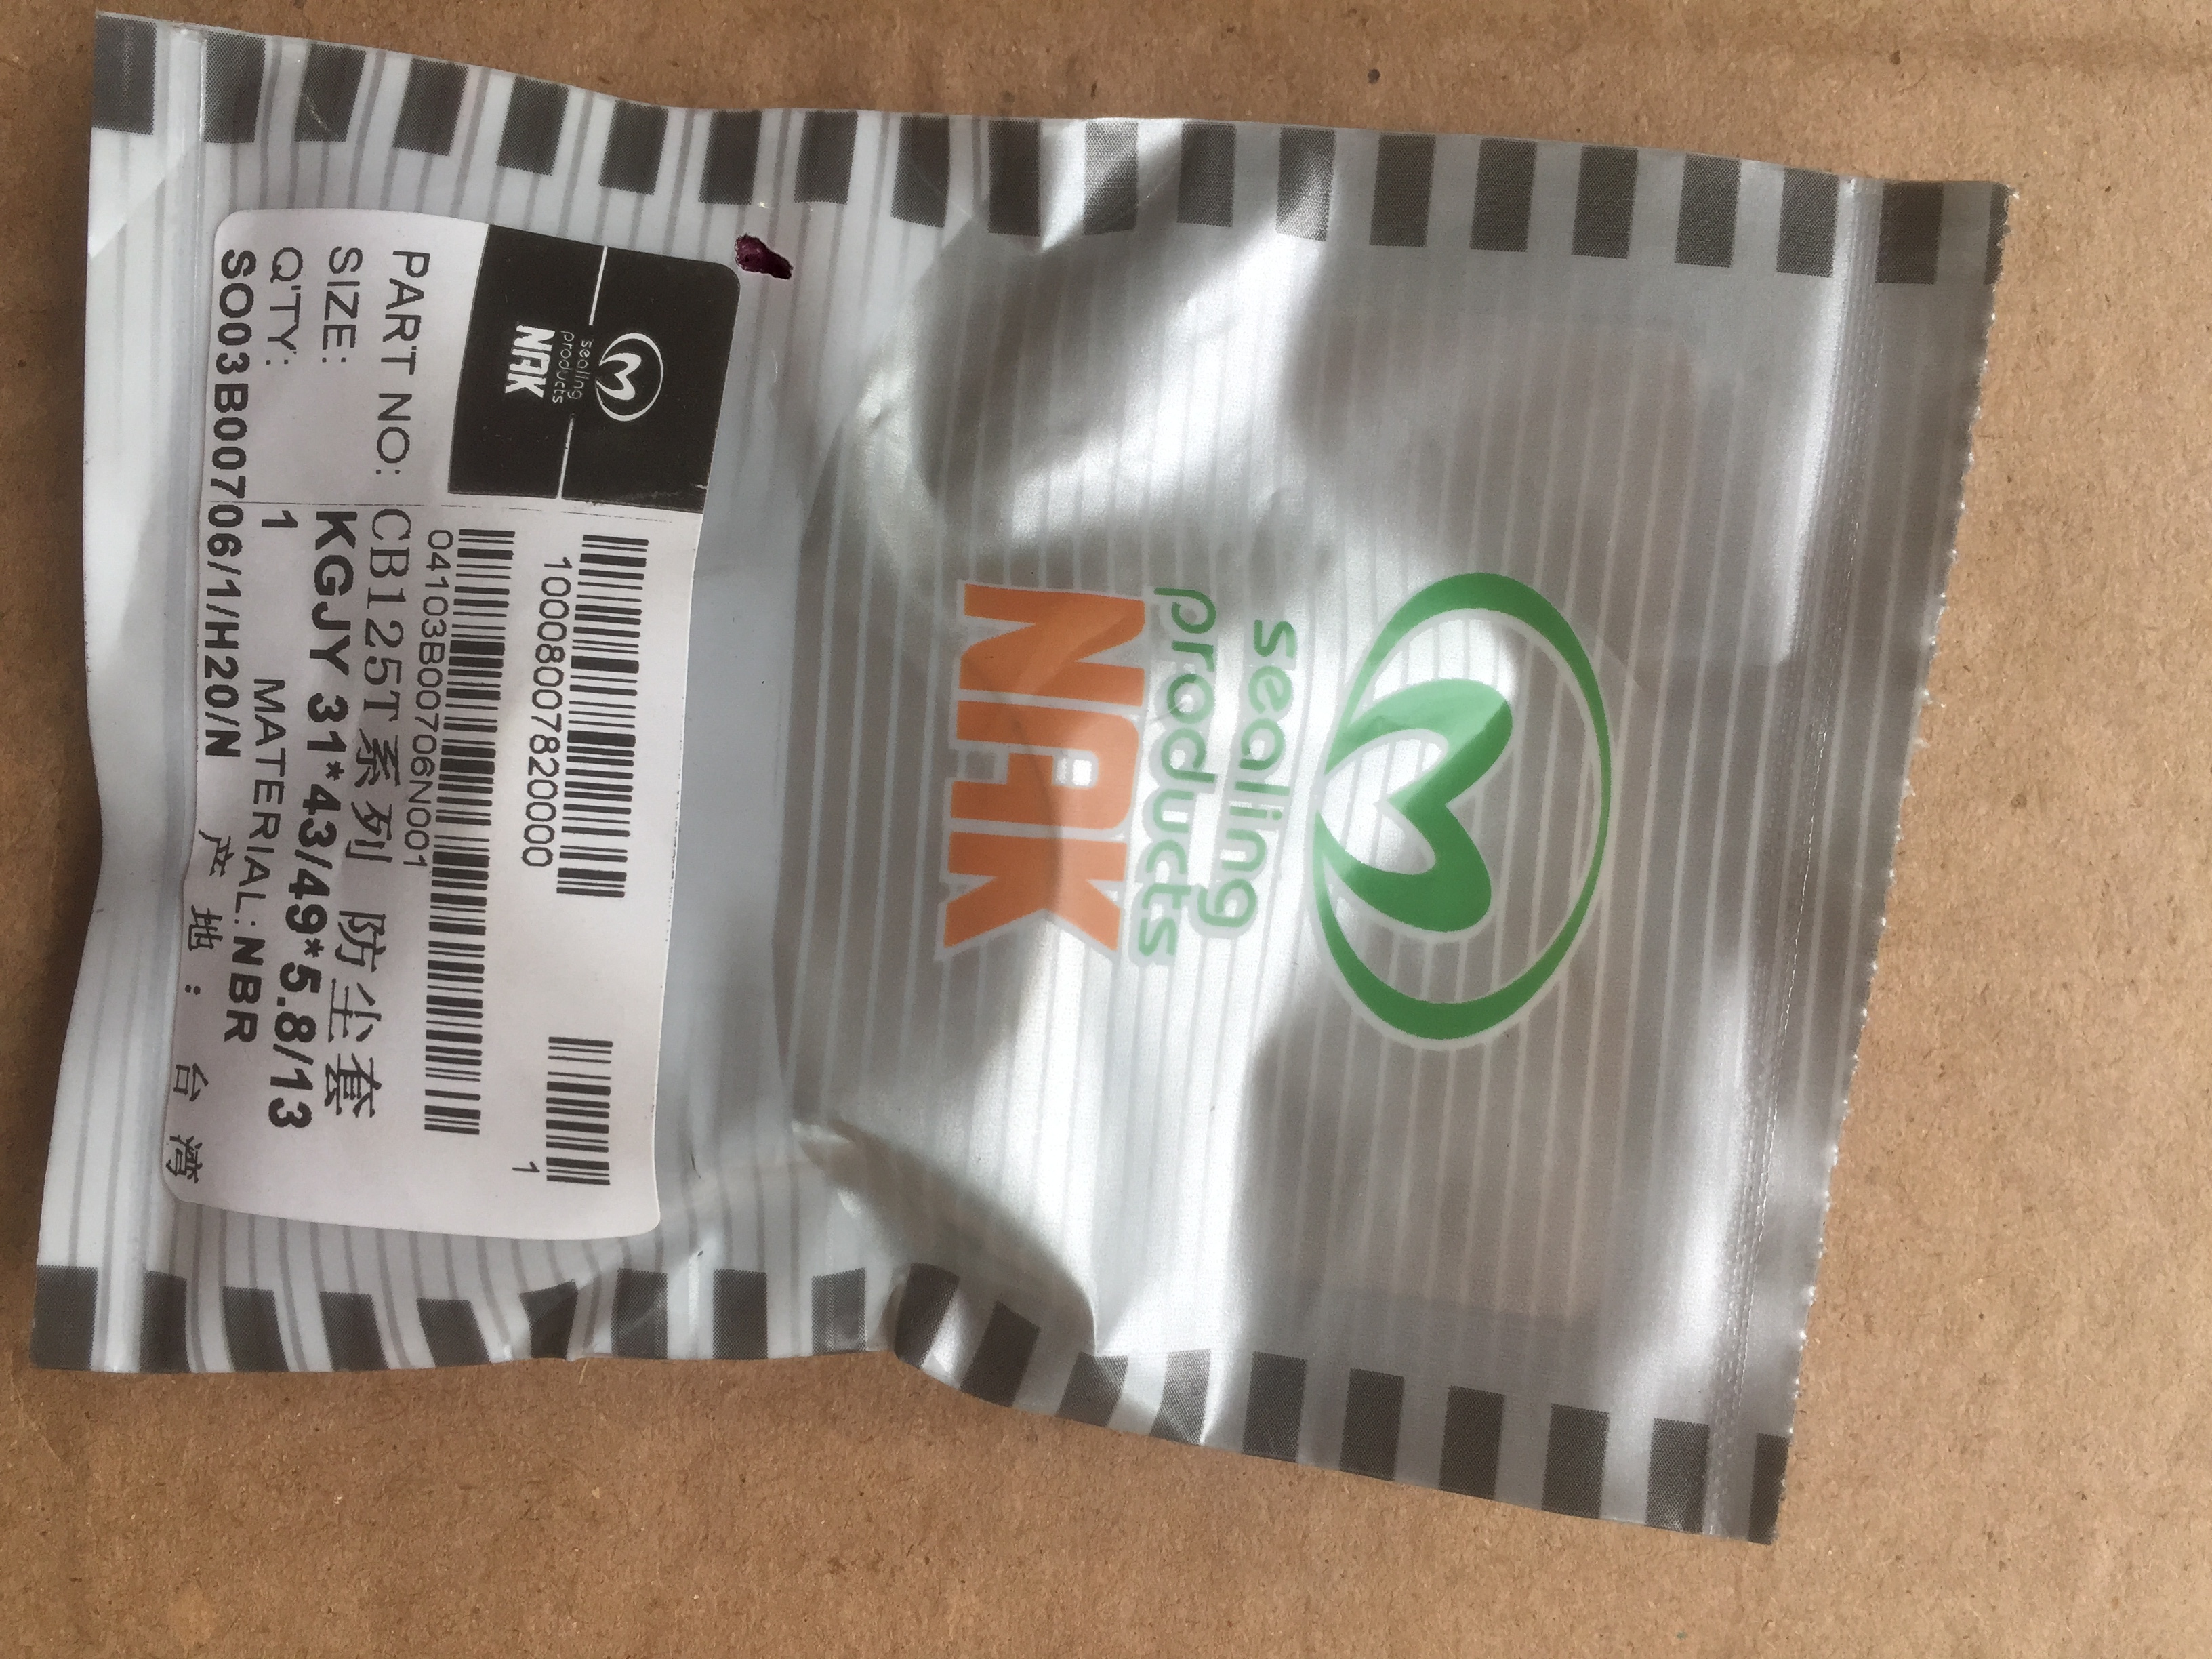 sealing
products
NAK
10008007820000
1
04103B00706N001
PART NO: CB125T系列 防尘套
SIZE: KGJY 31*43/49*5.8/13
Q'TY: 1 MATERIAL:NBR
SO03B00706/1/H20/N 产 地 : 台 湾
sealing
products
NAK